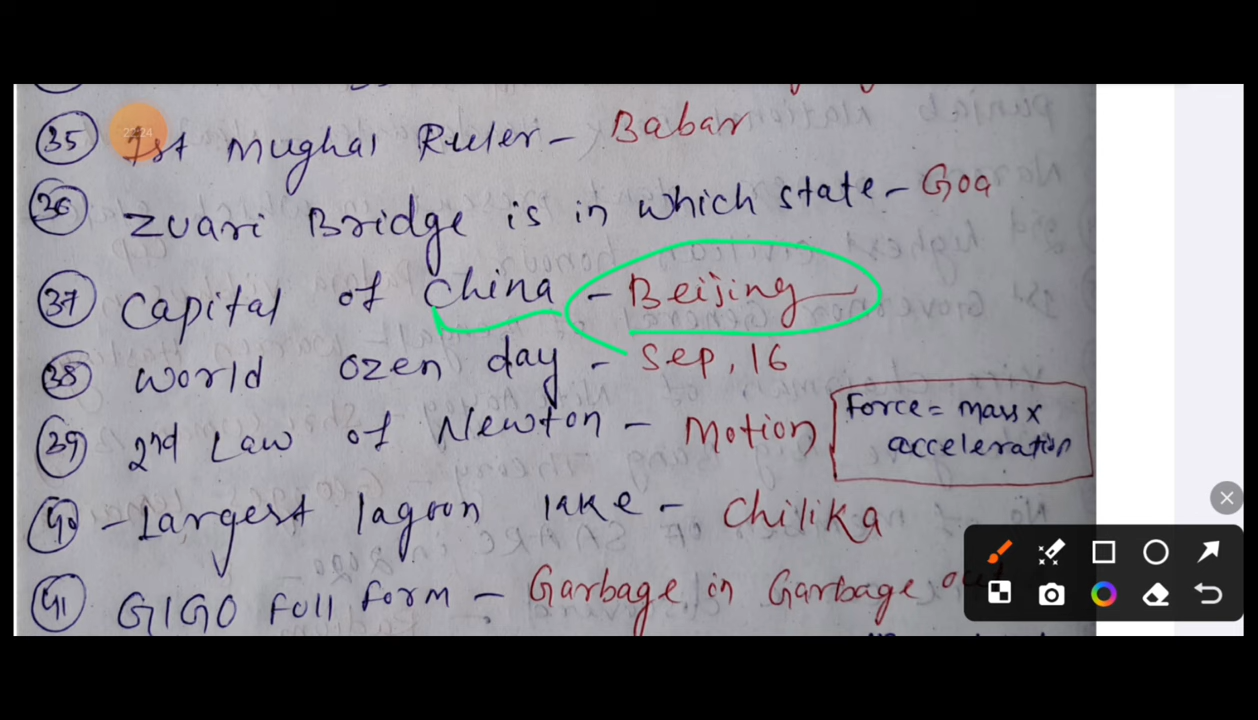 35 1st Mughal Ruler - Babar
36 Zuari Bridge is in which state - Goa
37 Capital of China - Beijing
38 World ozen day - Sep, 16
39 2nd Law of Newton - Motion Force = mass x
acceleration
40 - Largest lagoon lake - Chilika
41 GIGO Full form - Garbage in Garbage out